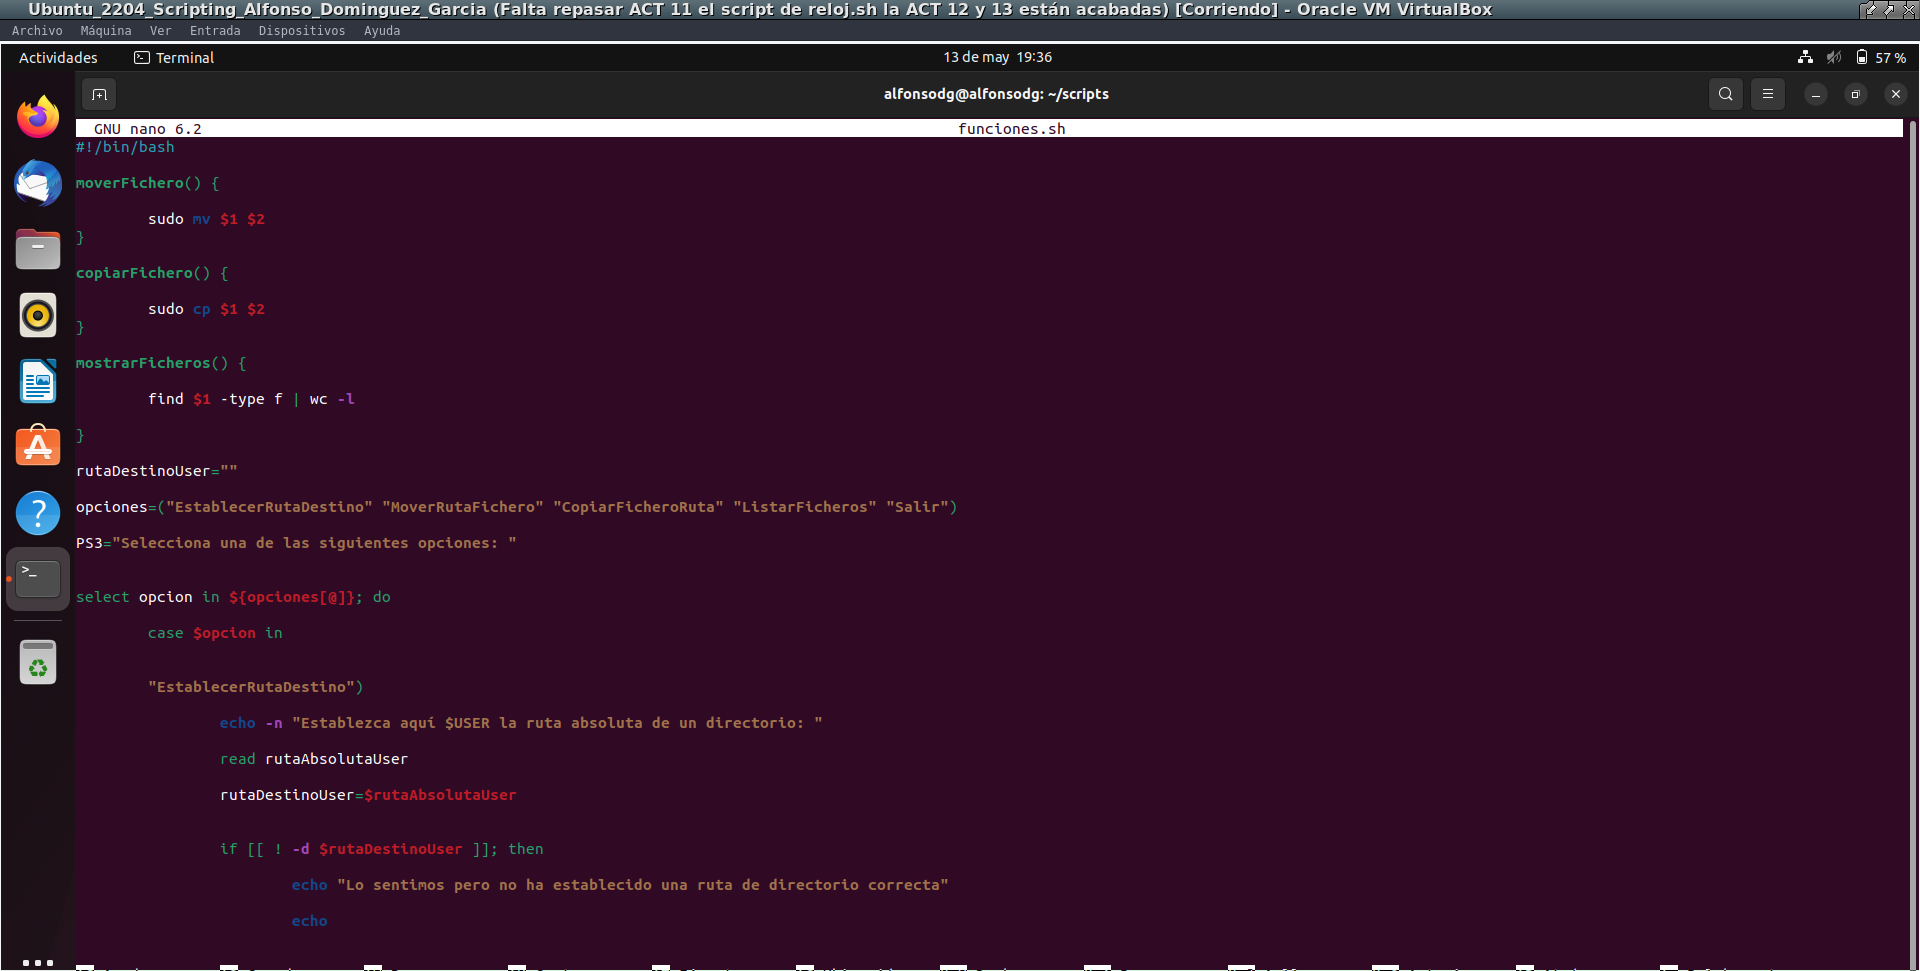 Ubuntu_2204_Scripting_Alfonso_Dominguez_Garcia (Falta repasar ACT 11 el script de reloj.sh la ACT 12 y 13 están acabadas) [Corriendo] - Oracle VM VirtualBox
Archivo Máquina Ver Entrada Dispositivos Ayuda
Actividades Terminal 13 de may 19:36 57 %
alfonsodg@alfonsodg: ~/scripts
GNU nano 6.2 funciones.sh
#!/bin/bash
moverFichero() {
sudo mv $1 $2
}
copiarFichero() {
sudo cp $1 $2
}
mostrarFicheros() {
find $1 -type f | wc -l
}
rutaDestinoUser=""
opciones=("EstablecerRutaDestino" "MoverRutaFichero" "CopiarFicheroRuta" "ListarFicheros" "Salir")
PS3="Selecciona una de las siguientes opciones: "
select opcion in ${opciones[@]}; do
case $opcion in
"EstablecerRutaDestino")
echo -n "Establezca aquí $USER la ruta absoluta de un directorio: "
read rutaAbsolutaUser
rutaDestinoUser=$rutaAbsolutaUser
if [[ ! -d $rutaDestinoUser ]]; then
echo "Lo sentimos pero no ha establecido una ruta de directorio correcta"
echo